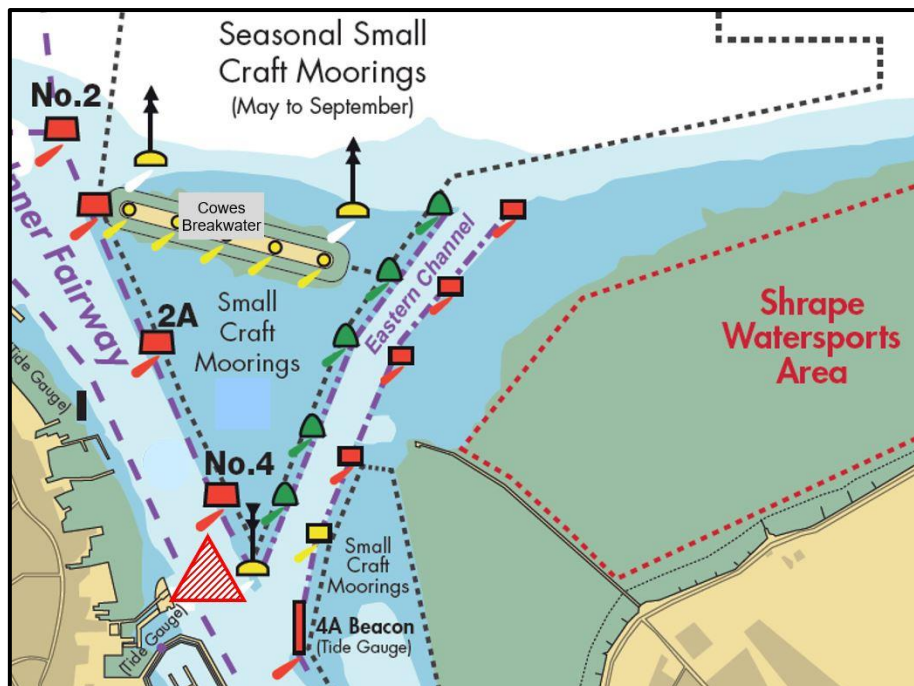 Seasonal Small
Craft Moorings
(May to September)
No.2
Cowes
Breakwater
nner Fairway
Eastern Channel
2A
Small
Craft
Moorings
Shrape
Watersports
Area
Tide Gauge)
No.4
Small
Craft
Moorings
4A Beacon
(Tide Gauge)
(Tide Gauge)